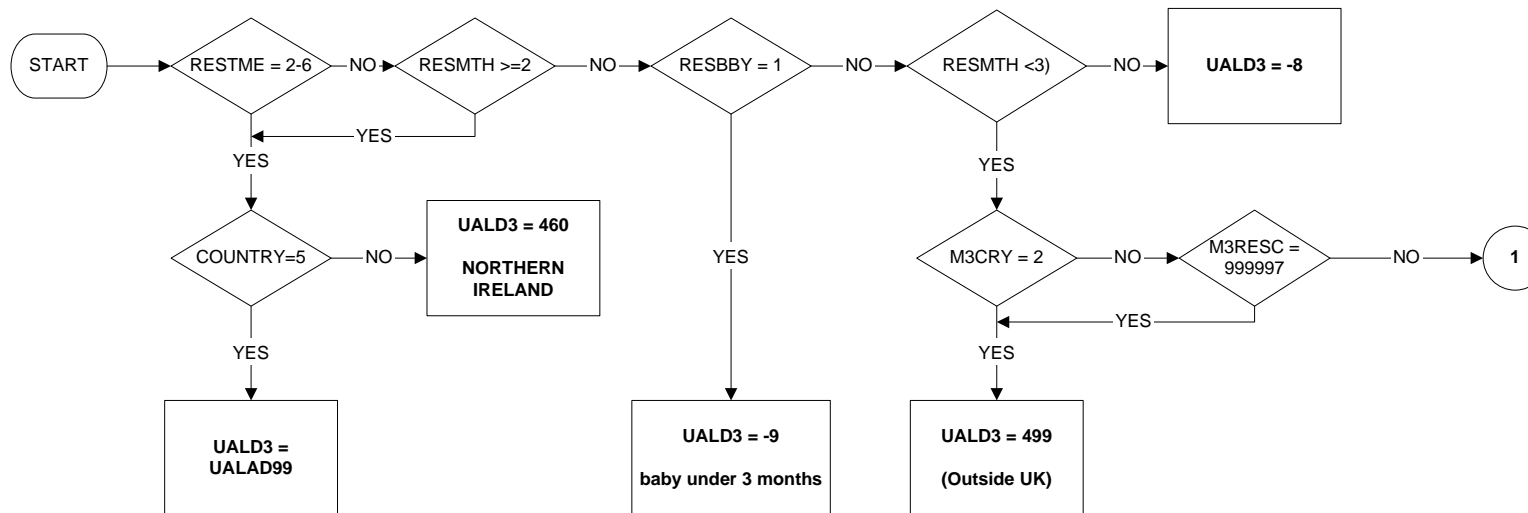 START
RESTME = 2-6
NO
RESMTH >=2
NO
RESBBY = 1
NO
RESMTH <3)
NO
UALD3 = -8
YES
YES
YES
YES
COUNTRY=5
NO
UALD3 = 460
NORTHERN
IRELAND
M3CRY = 2
NO
M3RESC =
999997
NO
1
YES
YES
YES
UALD3 =
UALAD99
UALD3 = -9
baby under 3 months
UALD3 = 499
(Outside UK)